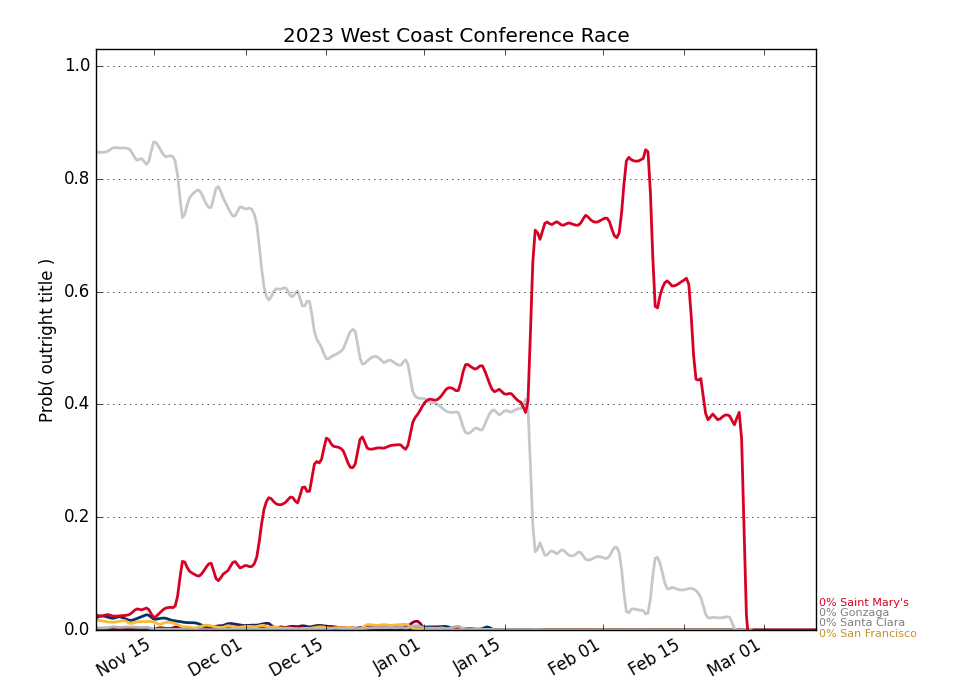 2023 West Coast Conference Race
Prob( outright title )
1.0
0.8
0.6
0.4
0.2
0.0
Nov 15
Dec 01
Dec 15
Jan 01
Jan 15
Feb 01
Feb 15
Mar 01
0% Saint Mary's
0% Gonzaga
0% Santa Clara
0% San Francisco